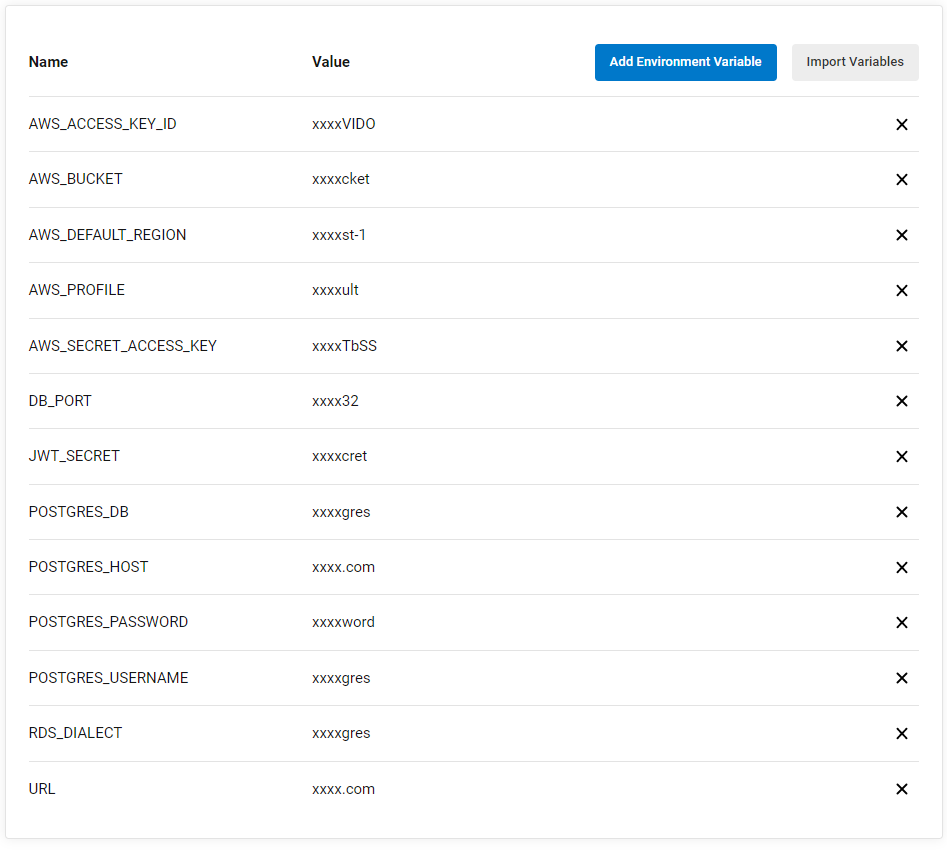 Name Value Add Environment Variable Import Variables
AWS_ACCESS_KEY_ID xxxxVIDO
AWS_BUCKET xxxxcket
AWS_DEFAULT_REGION xxxxst-1
AWS_PROFILE xxxxult
AWS_SECRET_ACCESS_KEY xxxxTbSS
DB_PORT xxxx32
JWT_SECRET xxxxcret
POSTGRES_DB xxxxgres
POSTGRES_HOST xxxx.com
POSTGRES_PASSWORD xxxxword
POSTGRES_USERNAME xxxxgres
RDS_DIALECT xxxxgres
URL xxxx.com